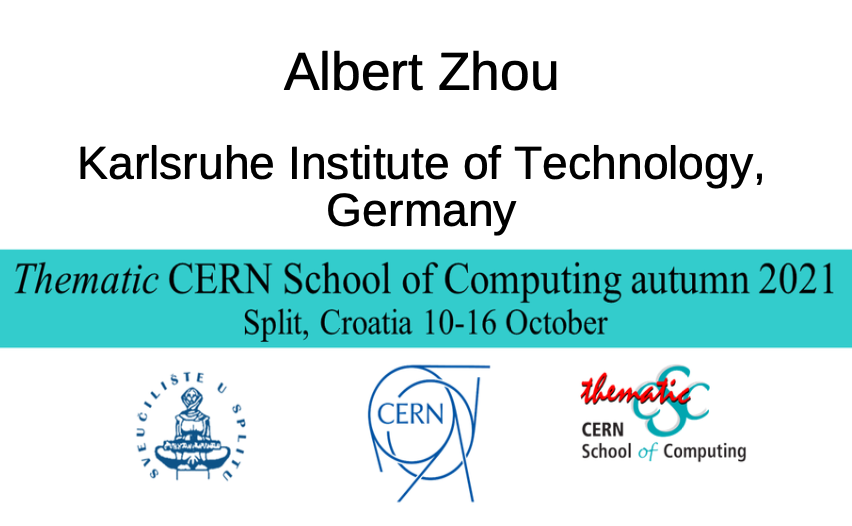 Albert Zhou
Karlsruhe Institute of Technology,
Germany
Thematic CERN School of Computing autumn 2021
Split, Croatia 10-16 October
SVEUČILIŠTE U SPLITU
CERN
thematic CSC
CERN
School of Computing